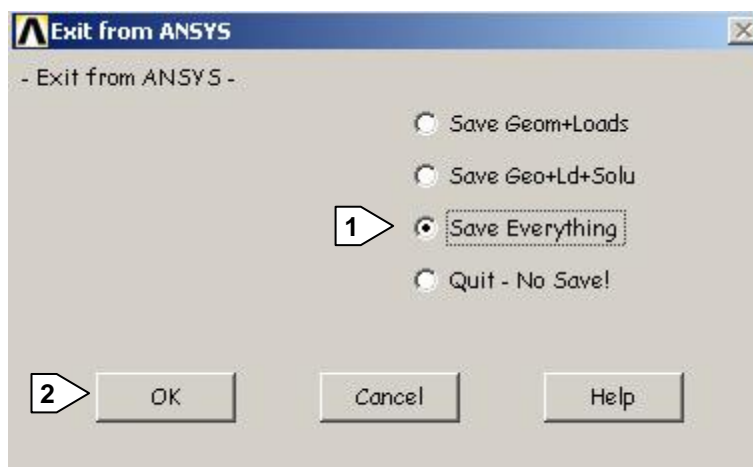 Exit from ANSYS
- Exit from ANSYS -
Save Geom+Loads
Save Geo+Ld+Solu
1 Save Everything
Quit - No Save!
2 OK Cancel Help